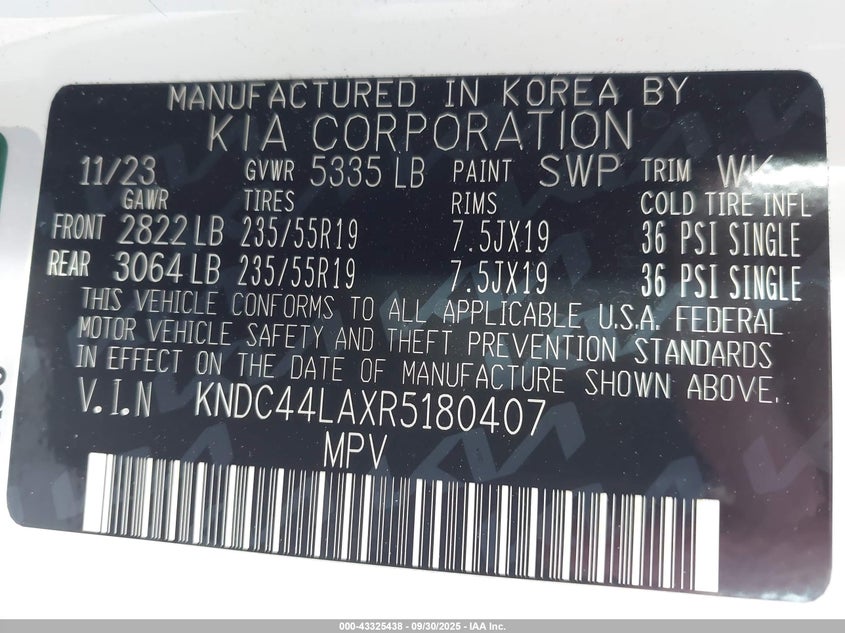 MANUFACTURED IN KOREA BY
KIA CORPORATION
11/23 GVWR 5335 LB PAINT SWP TRIM WK
GAWR TIRES RIMS COLD TIRE INFL
FRONT 2822 LB 235/55R19 7.5JX19 36 PSI SINGLE
REAR 3064 LB 235/55R19 7.5JX19 36 PSI SINGLE
THIS VEHICLE CONFORMS TO ALL APPLICABLE U.S.A. FEDERAL
MOTOR VEHICLE SAFETY AND THEFT PREVENTION STANDARDS
IN EFFECT ON THE DATE OF MANUFACTURE SHOWN ABOVE.
V.I.N KNDC44LAXR5180407
MPV
000-43325438 - 09/30/2025 - IAA Inc.